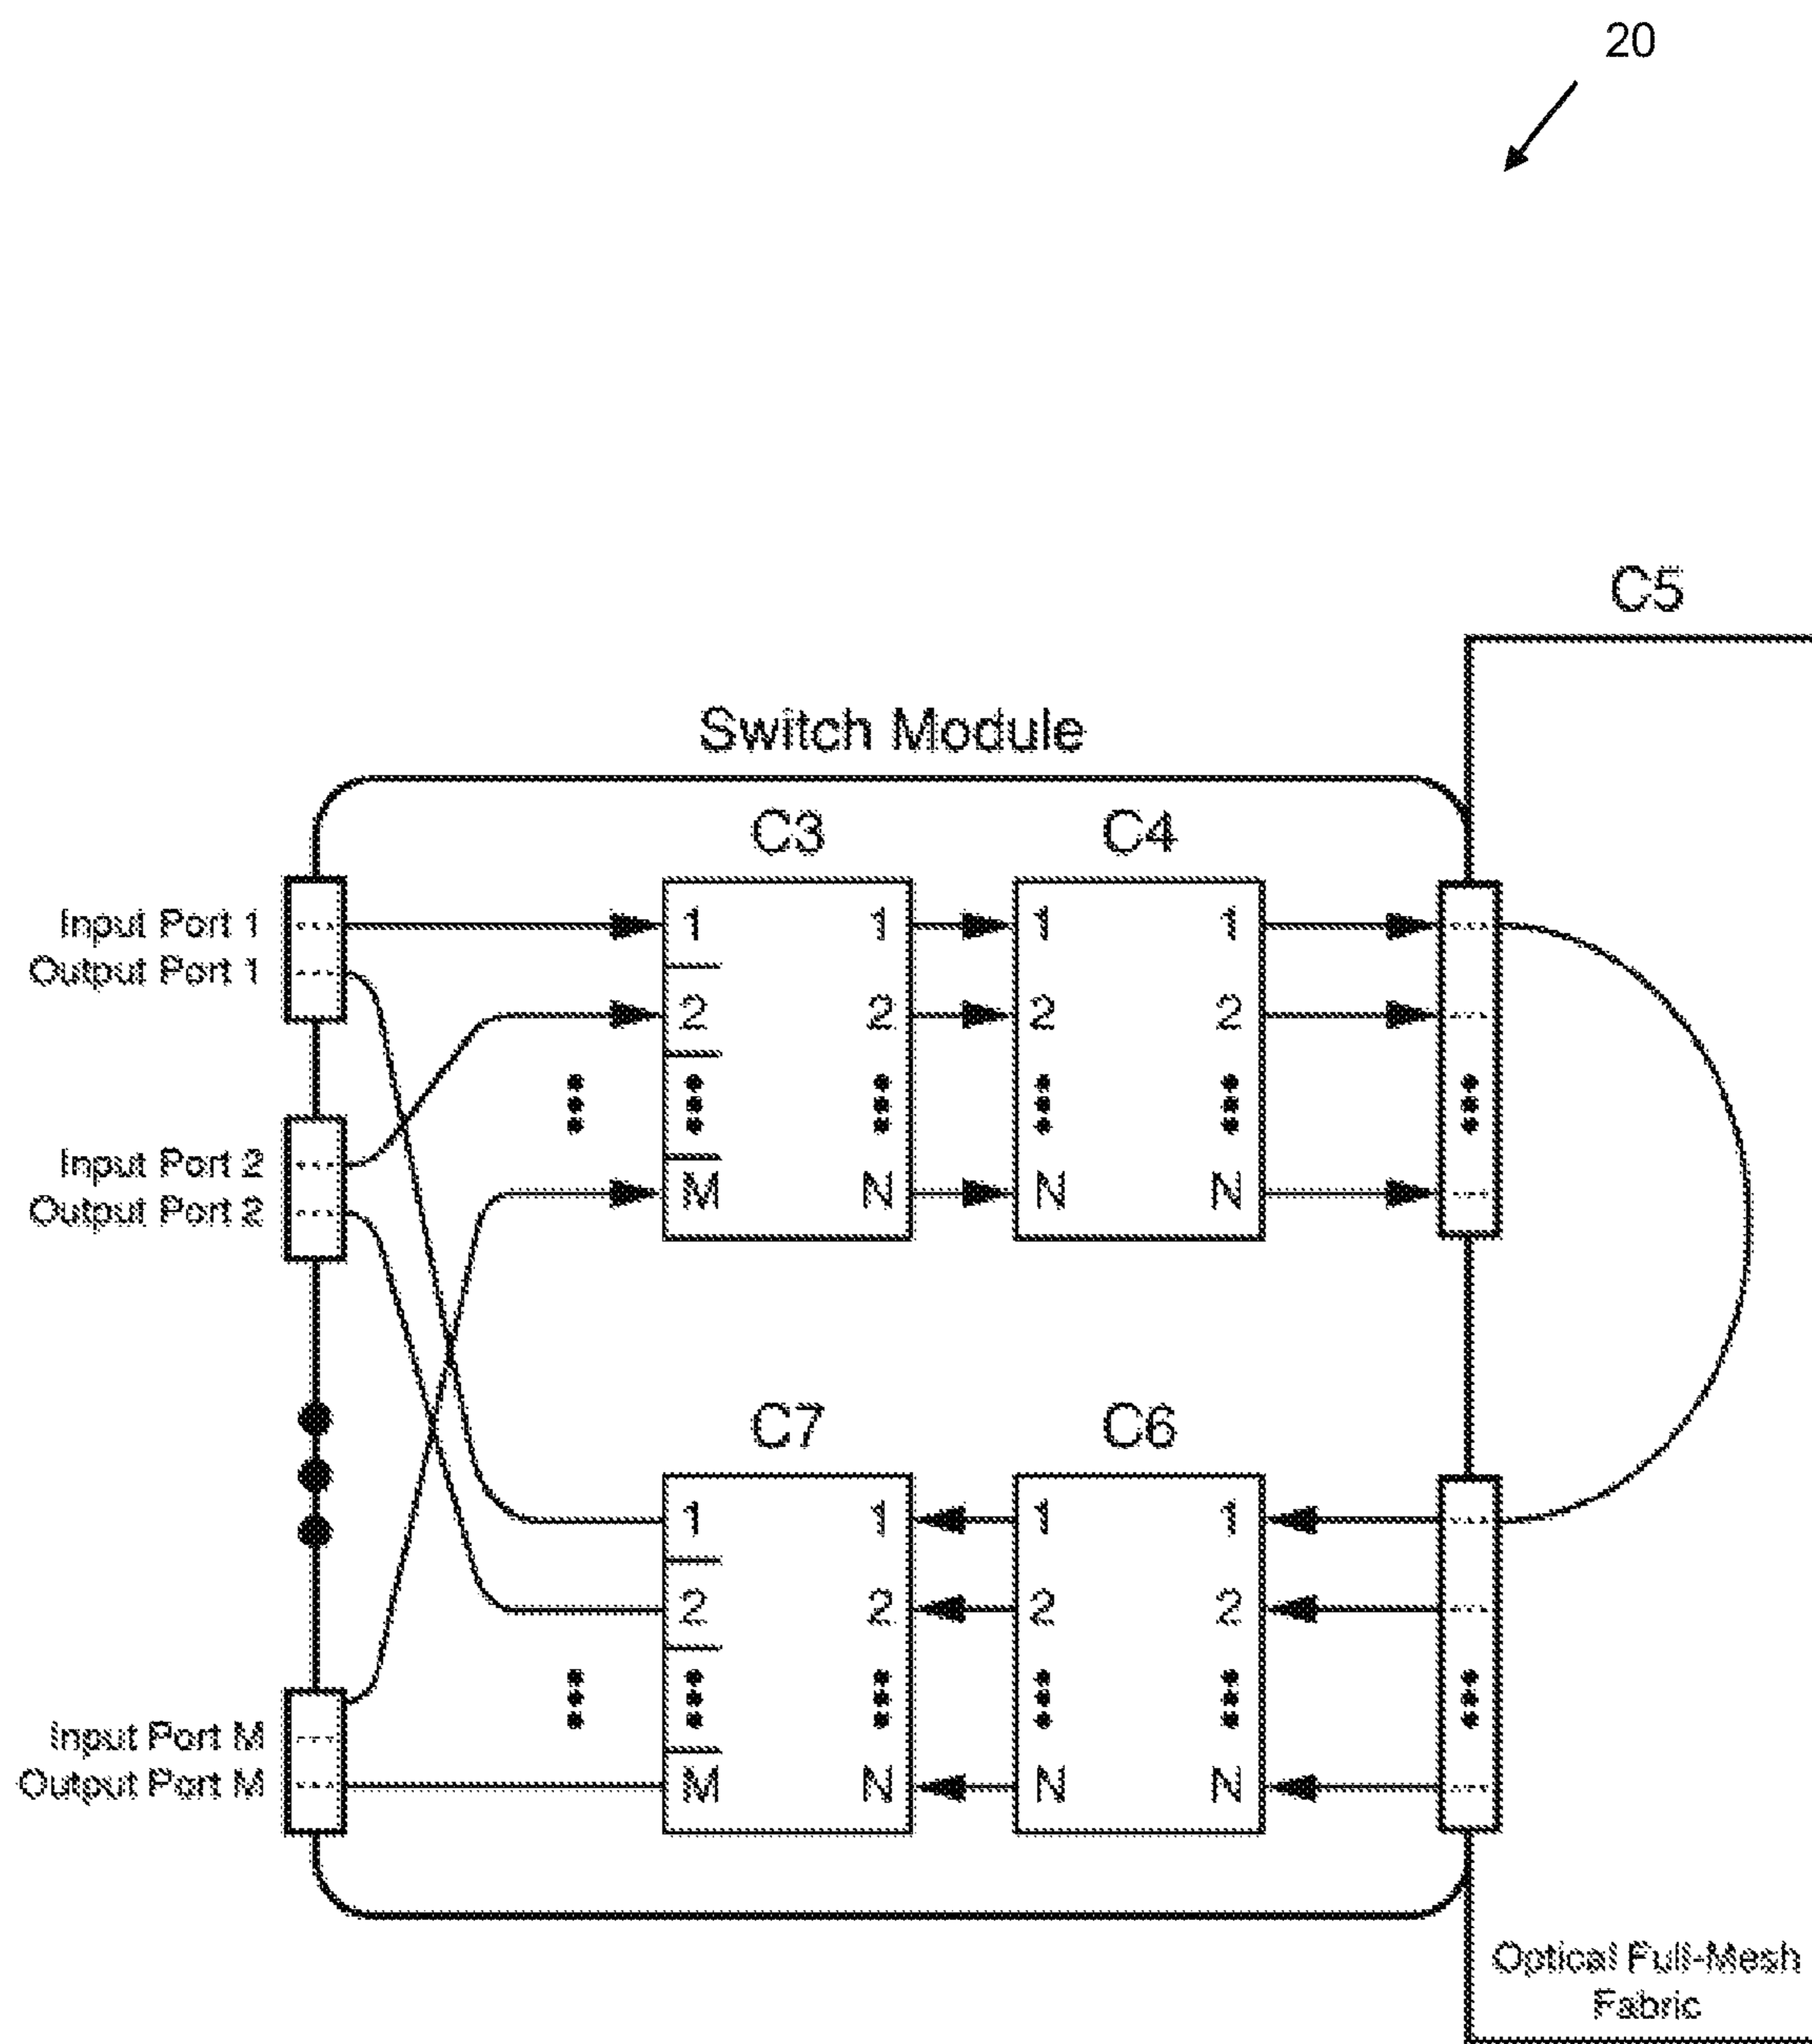 20
C5
Switch Module
C3 C4
Input Port 1
Output Port 1
1 1 1 1
2 2 2 2
Input Port 2
Output Port 2
M N N N
C7 C6
1 1 1 1
2 2 2 2
Input Port M
Output Port M
M N N N
Optical Full-Mesh
Fabric